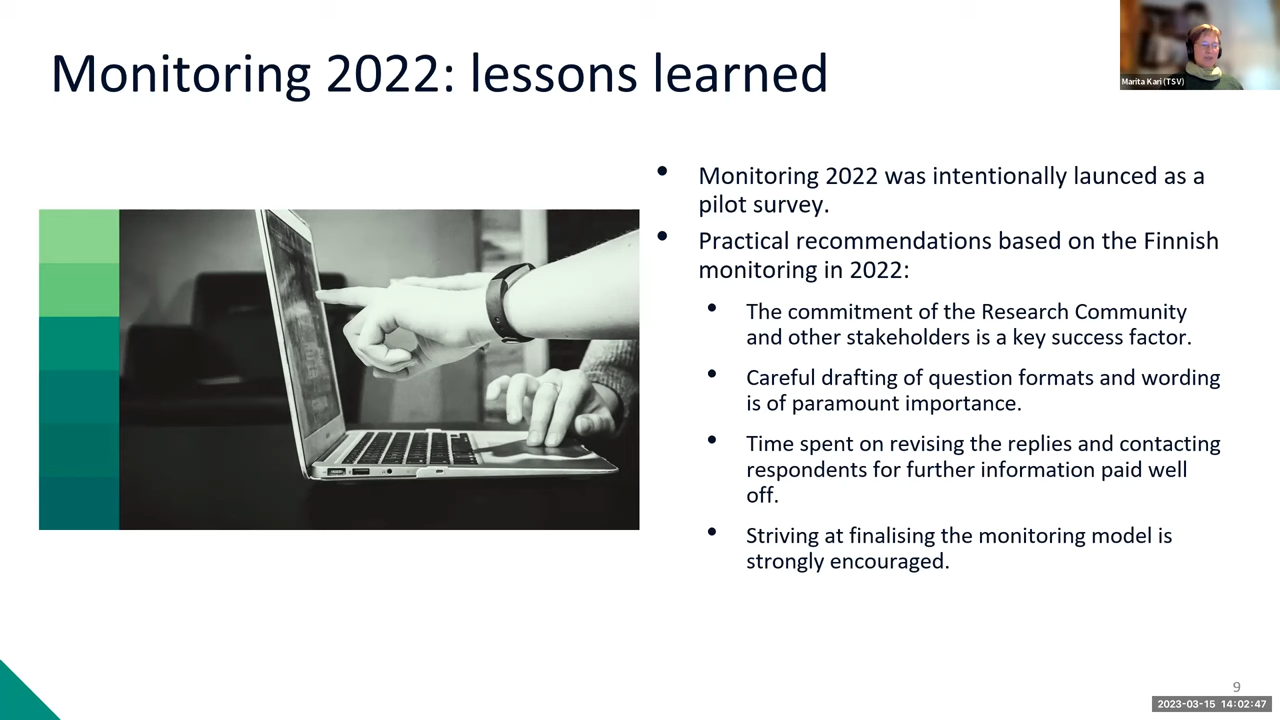 Monitoring 2022: lessons learned
Marita Kari (TSV)
• Monitoring 2022 was intentionally launced as a
pilot survey.
• Practical recommendations based on the Finnish
monitoring in 2022:
• The commitment of the Research Community
and other stakeholders is a key success factor.
• Careful drafting of question formats and wording
is of paramount importance.
• Time spent on revising the replies and contacting
respondents for further information paid well
off.
• Striving at finalising the monitoring model is
strongly encouraged.
9
2023-03-15 14:02:47